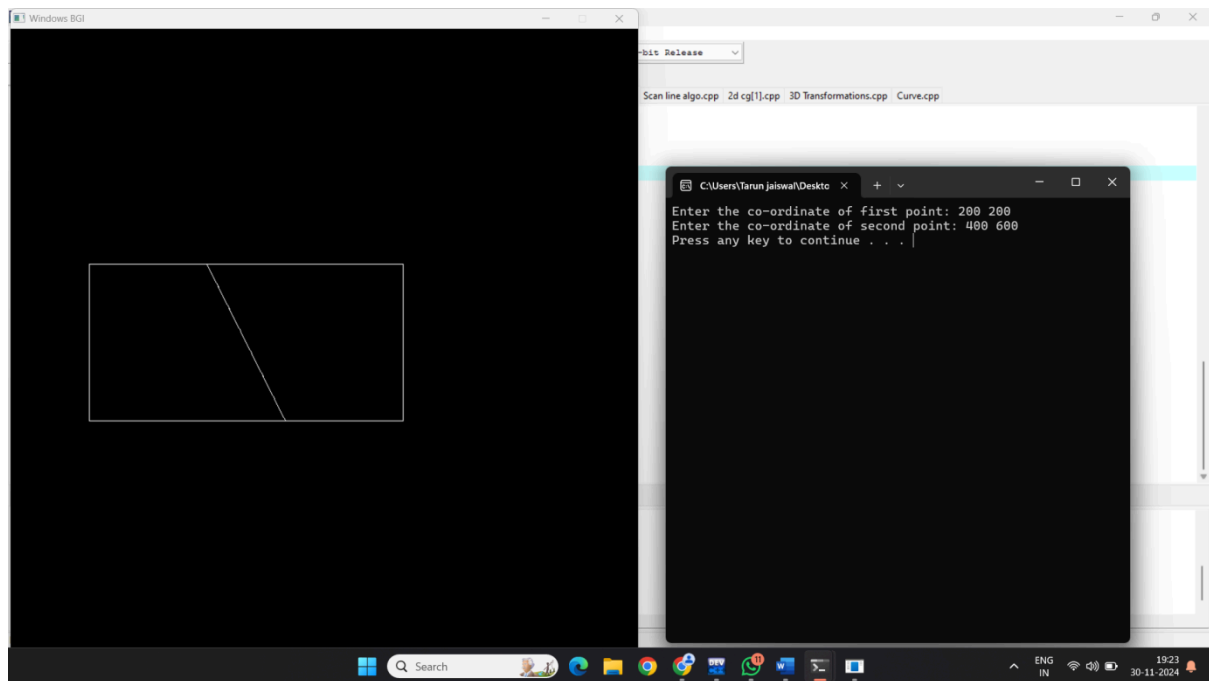 Windows BGI
-bit Release
Scan line algo.cpp 2d cg[1].cpp 3D Transformations.cpp Curve.cpp
C:\Users\Tarun jaiswal\Deskto
Enter the co-ordinate of first point: 200 200
Enter the co-ordinate of second point: 400 600
Press any key to continue . . .
Search
DEV
11
W
ENG
IN
19:23
30-11-2024